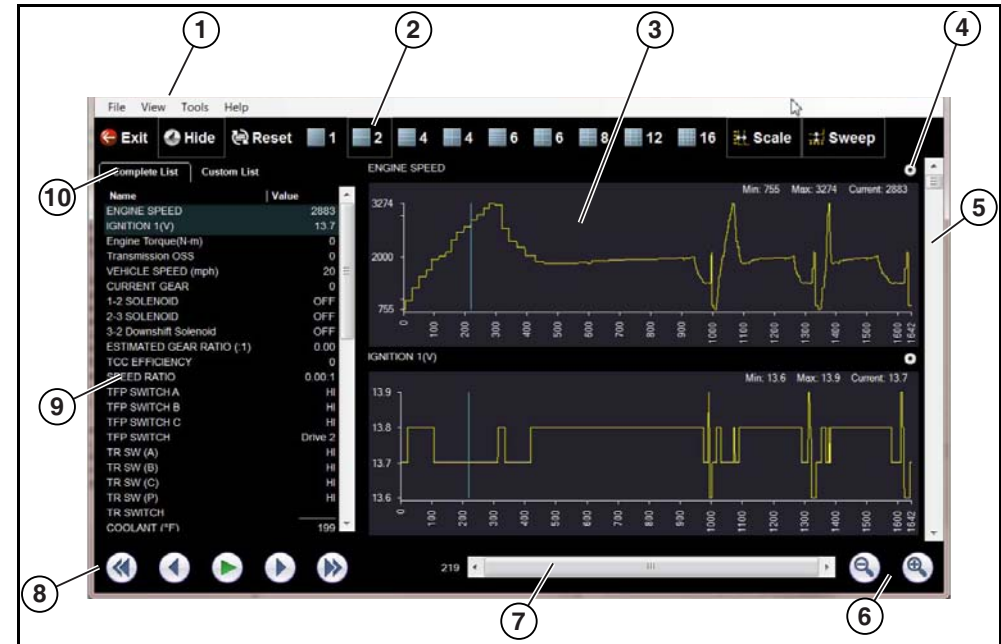 1 2 3 4
File View Tools Help
Exit Hide Reset 1 2 4 4 6 6 8 12 16 Scale Sweep
Complete List Custom List
10
Name Value
ENGINE SPEED 2883
IGNITION 1(V) 13.7
Engine Torque(N-m) 0
Transmission OSS 0
VEHICLE SPEED (mph) 20
CURRENT GEAR 0
1-2 SOLENOID OFF
2-3 SOLENOID OFF
3-2 Downshift Solenoid OFF
ESTIMATED GEAR RATIO (:1) 0.00
TCC EFFICIENCY 0
SPEED RATIO 0.00:1
TFP SWITCH A HI
TFP SWITCH B HI
TFP SWITCH C HI
TFP SWITCH Drive 2
TR SW (A) HI
TR SW (B) HI
TR SW (C) HI
TR SW (P) HI
TR SWITCH
COOLANT (°F) 199
9
ENGINE SPEED
Min: 755 Max: 3274 Current: 2883
3274
2000
755
0 100 200 300 400 500 600 700 800 900 1000 1100 1200 1300 1400 1500 1600 1642
5
IGNITION 1(V)
Min: 13.6 Max: 13.9 Current: 13.7
13.9
13.8
13.7
13.6
0 100 200 300 400 500 600 700 800 900 1000 1100 1200 1300 1400 1500 1600 1642
219
8 7 6